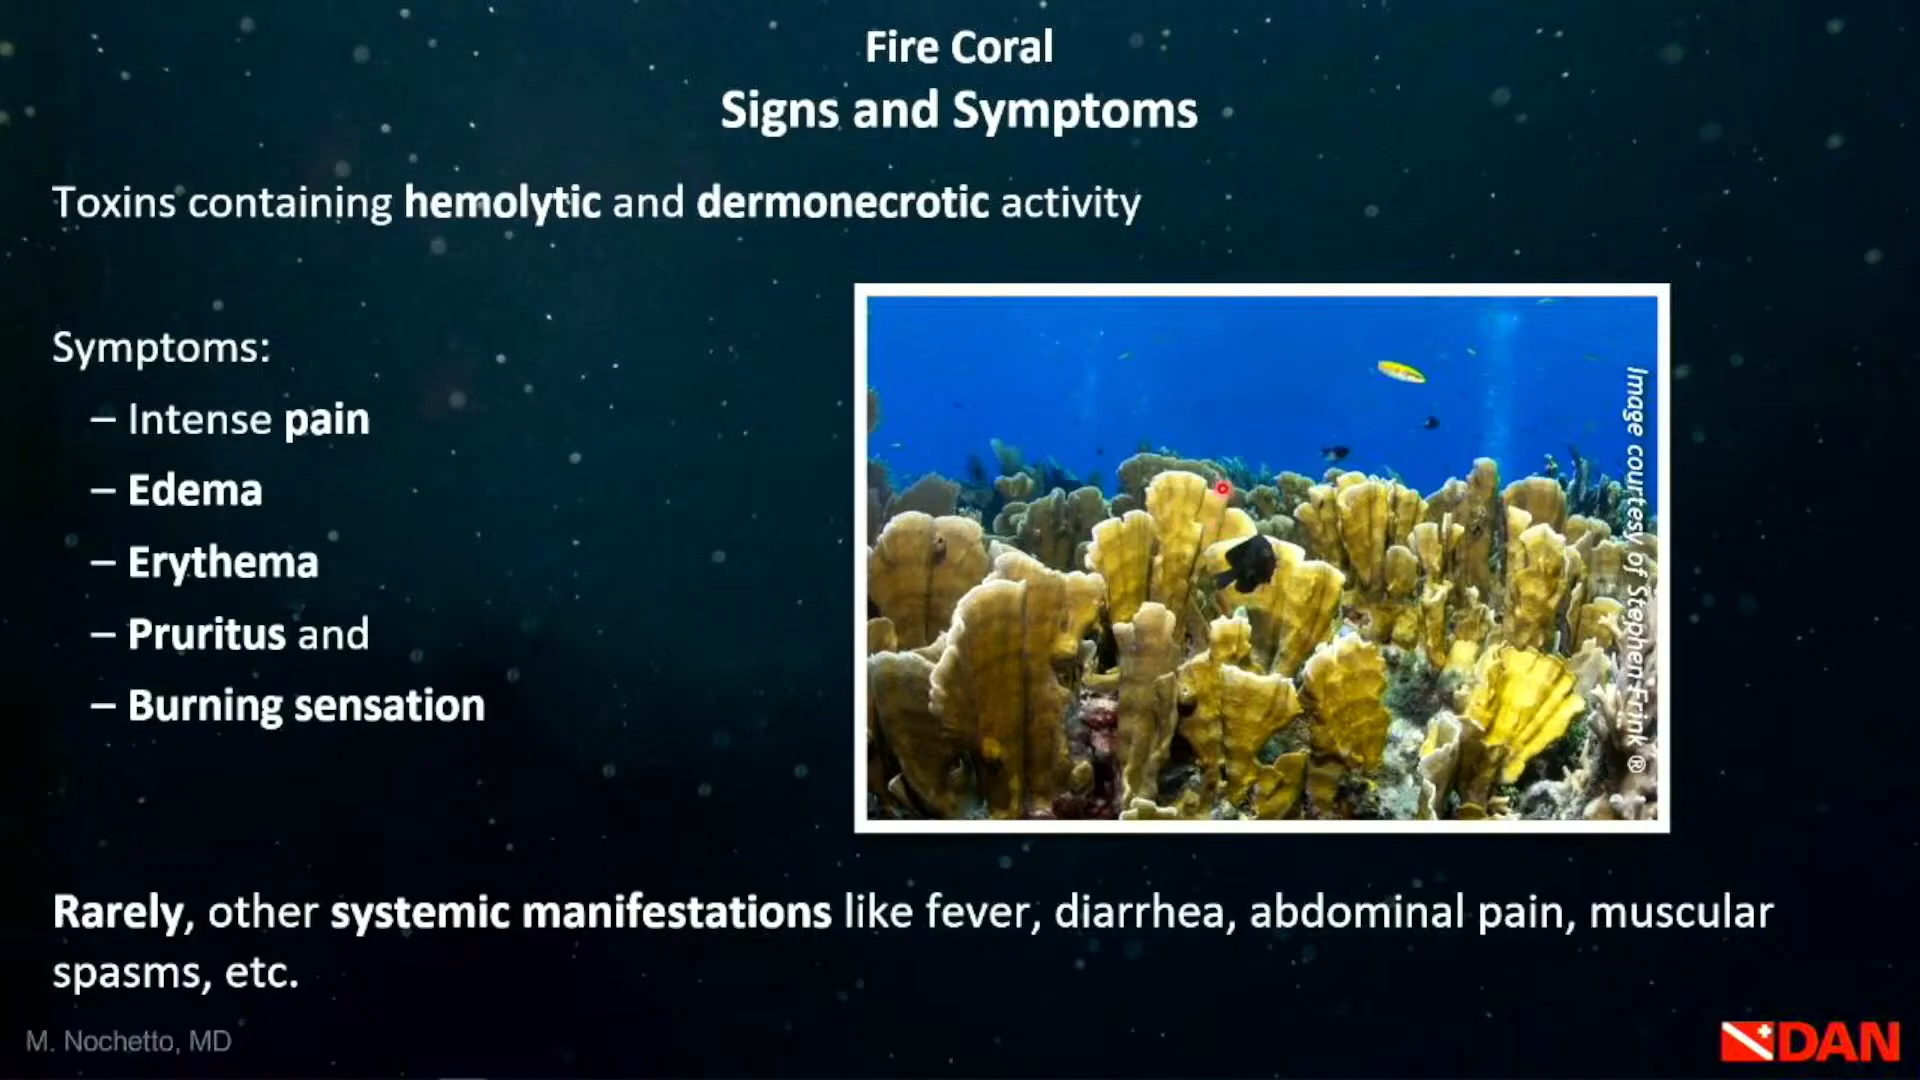 Fire Coral
Signs and Symptoms
Toxins containing hemolytic and dermonecrotic activity
Symptoms:
– Intense pain
– Edema
– Erythema
– Pruritus and
– Burning sensation
Image courtesy of Stephen Frink ®
Rarely, other systemic manifestations like fever, diarrhea, abdominal pain, muscular
spasms, etc.
M. Nochetto, MD
DAN